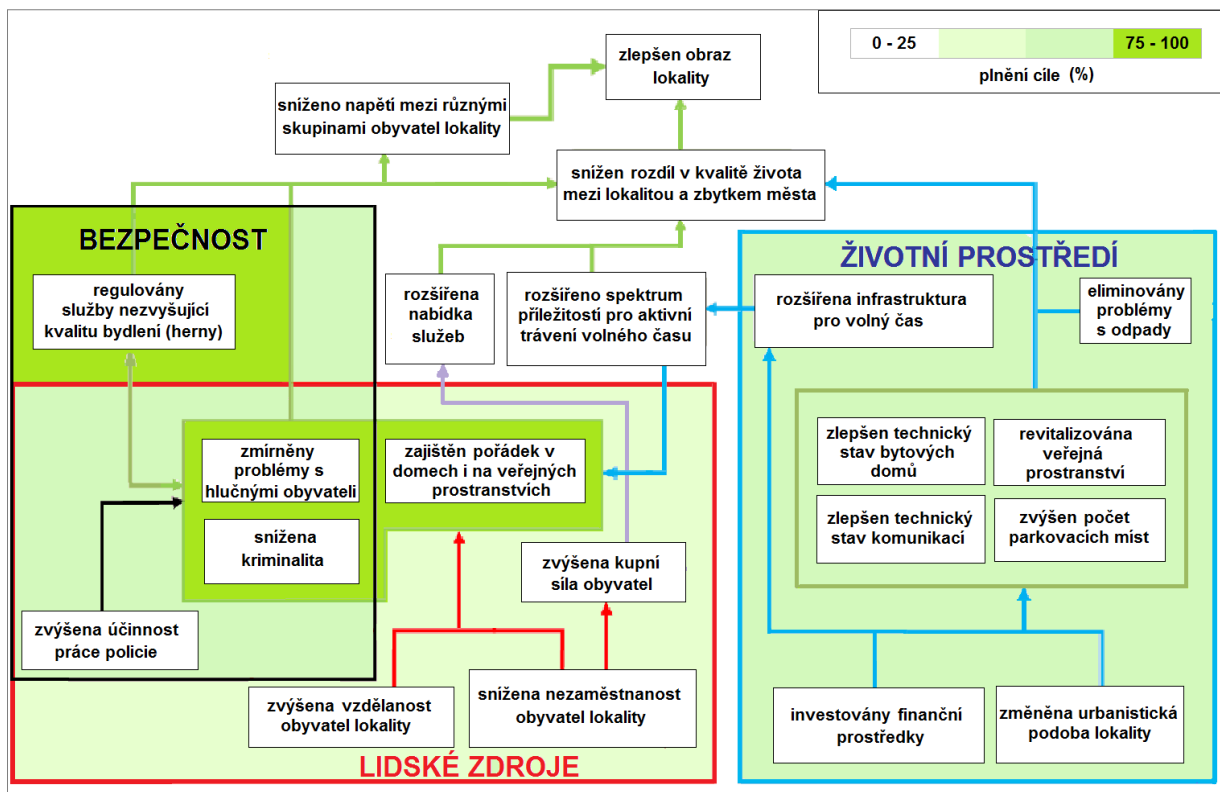 0 - 25
75 - 100
plnění cíle (%)
zlepšen obraz
lokality
sníženo napětí mezi různými
skupinami obyvatel lokality
snížen rozdíl v kvalitě života
mezi lokalitou a zbytkem města
BEZPEČNOST
regulovány
služby nezvyšující
kvalitu bydlení (herny)
rozšířena
nabídka
služeb
rozšířeno spektrum
příležitostí pro aktivní
trávení volného času
ŽIVOTNÍ PROSTŘEDÍ
rozšířena infrastruktura
pro volný čas
eliminovány
problémy
s odpady
zmírněny
problémy s
hlučnými obyvateli
zajištěn pořádek v
domech i na veřejných
prostranstvích
snížena
kriminalita
zlepšen technický
stav bytových
domů
revitalizována
veřejná
prostranství
zlepšen technický
stav komunikací
zvýšen počet
parkovacích míst
zvýšena kupní
síla obyvatel
zvýšena účinnost
práce policie
zvýšena vzdělanost
obyvatel lokality
snížena nezaměstnanost
obyvatel lokality
investovány finanční
prostředky
změněna urbanistická
podoba lokality
LIDSKÉ ZDROJE